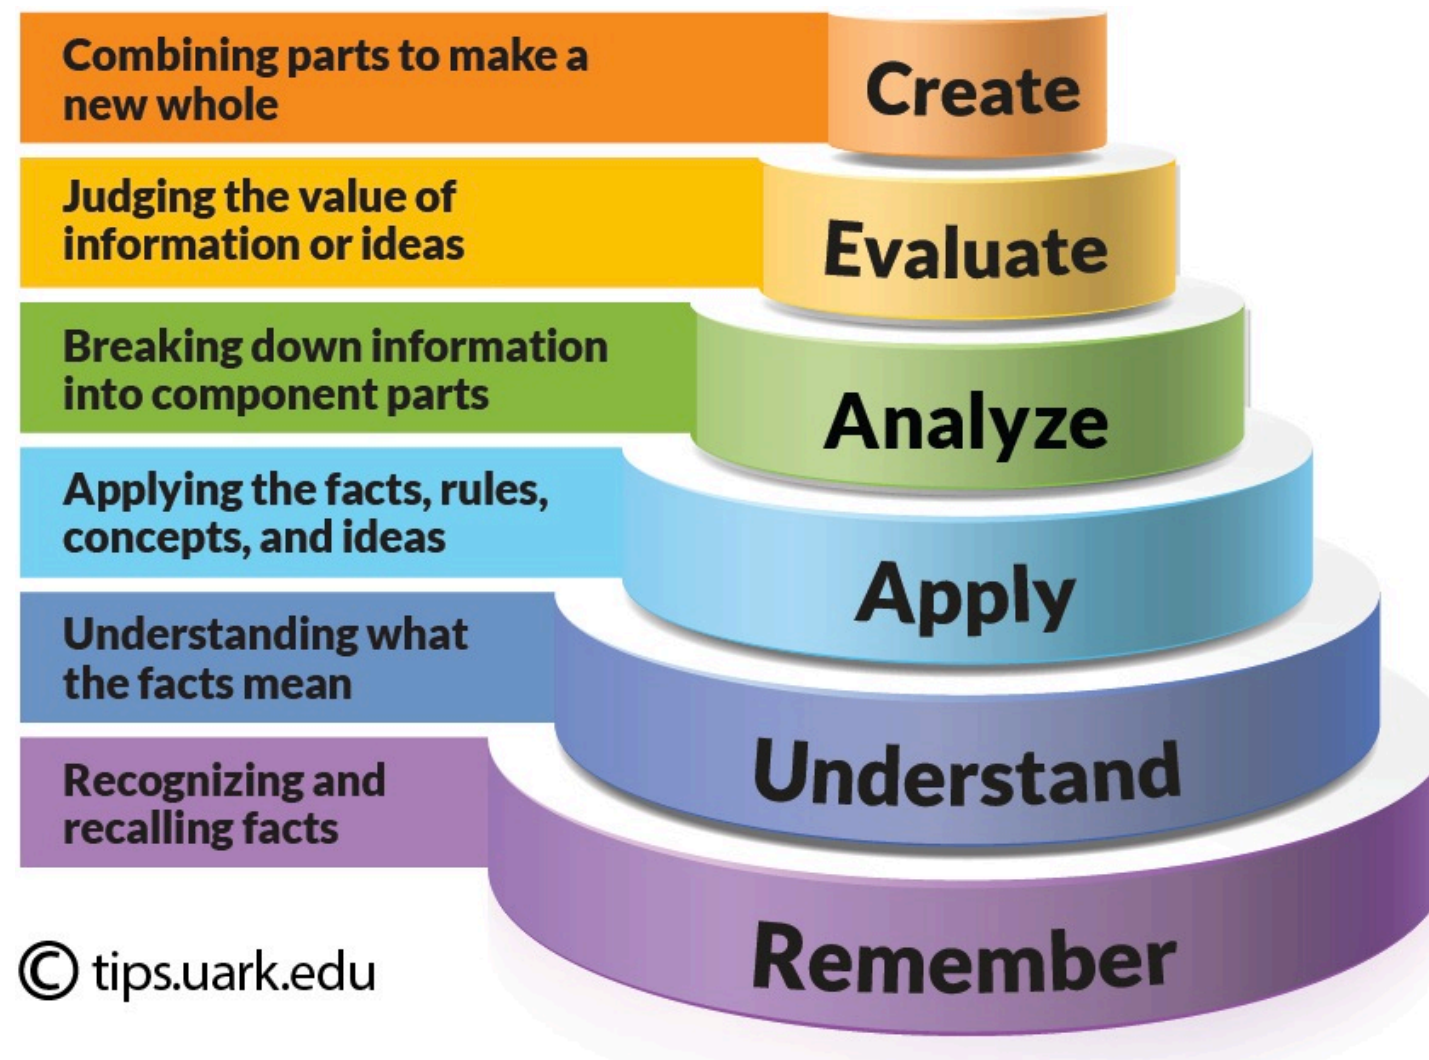 Combining parts to make a
new whole
Create
Judging the value of
information or ideas
Evaluate
Breaking down information
into component parts
Analyze
Applying the facts, rules,
concepts, and ideas
Apply
Understanding what
the facts mean
Understand
Recognizing and
recalling facts
Remember
© tips.uark.edu